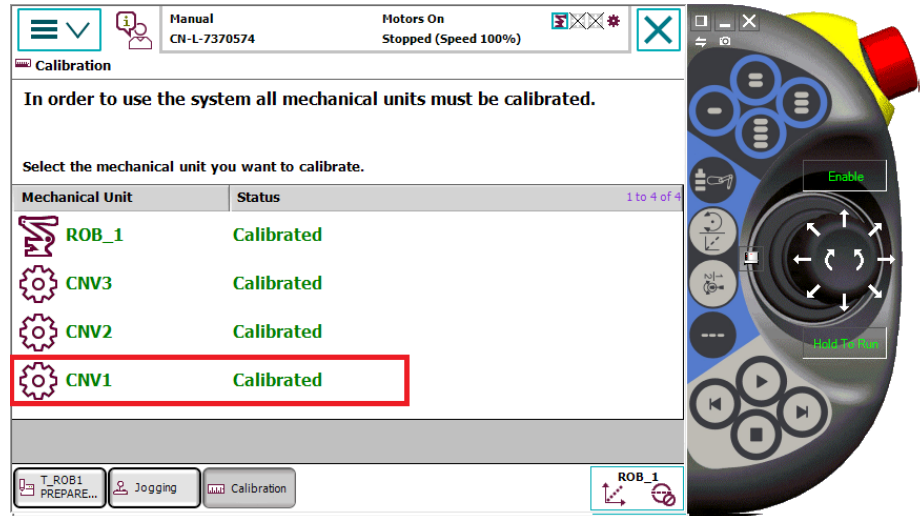 Manual
CN-L-7370574
Motors On
Stopped (Speed 100%)
Calibration
In order to use the system all mechanical units must be calibrated.
Select the mechanical unit you want to calibrate.
Mechanical Unit Status 1 to 4 of 4
ROB_1 Calibrated
CNV3 Calibrated
CNV2 Calibrated
CNV1 Calibrated
T_ROB1
PREPARE...
Jogging
Calibration
ROB_1
Enable
Hold To Run